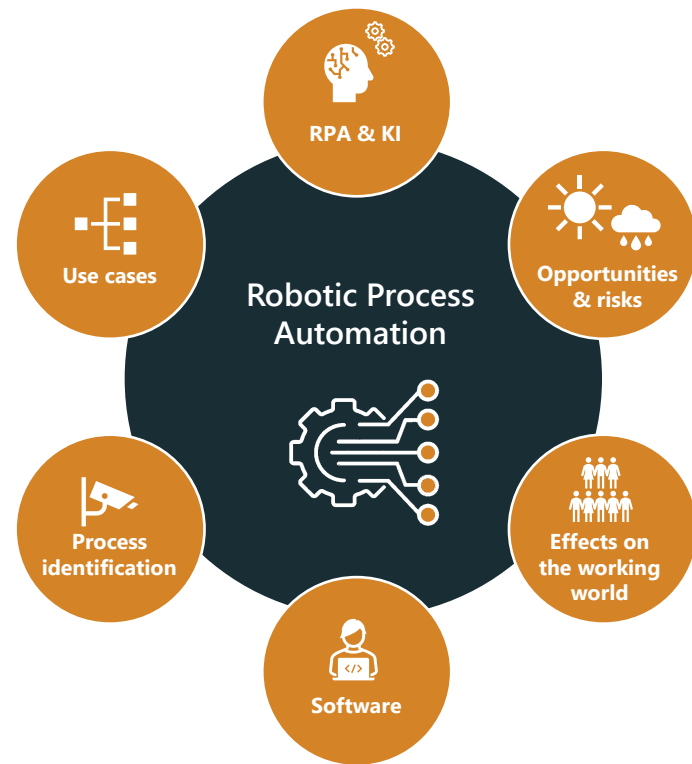 RPA & KI
Opportunities
& risks
Use cases
Robotic Process
Automation
Process
identification
Effects on
the working
world
</>
Software